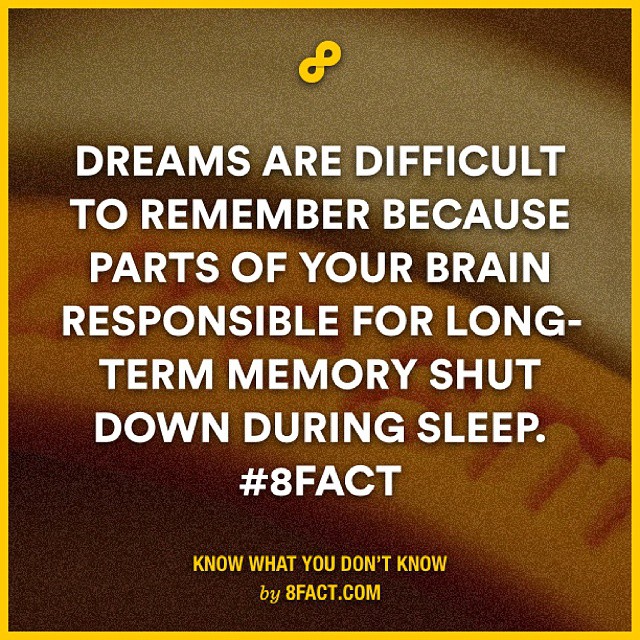 DREAMS ARE DIFFICULT
TO REMEMBER BECAUSE
PARTS OF YOUR BRAIN
RESPONSIBLE FOR LONG-
TERM MEMORY SHUT
DOWN DURING SLEEP.
#8FACT
KNOW WHAT YOU DON'T KNOW
by 8FACT.COM